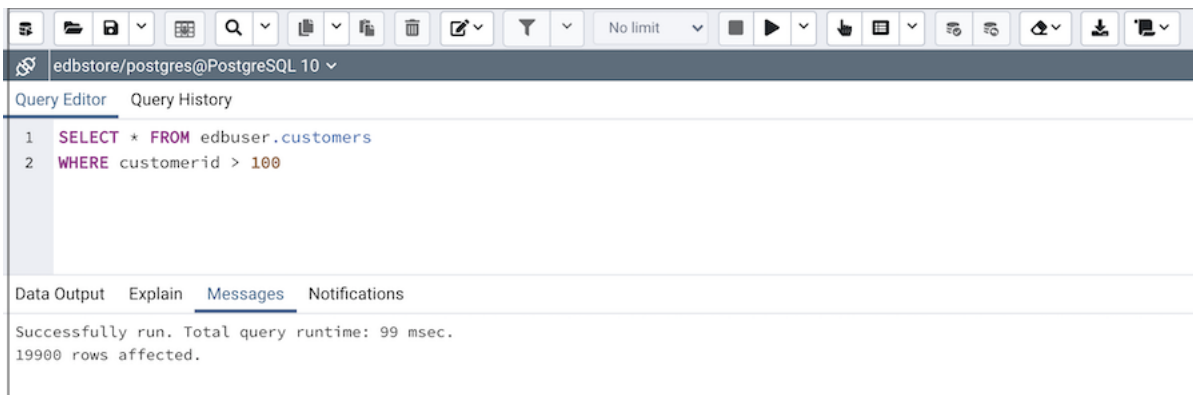 No limit
edbstore/postgres@PostgreSQL 10
Query Editor Query History
1 SELECT * FROM edbuser.customers
2 WHERE customerid > 100
Data Output Explain Messages Notifications
Successfully run. Total query runtime: 99 msec.
19900 rows affected.